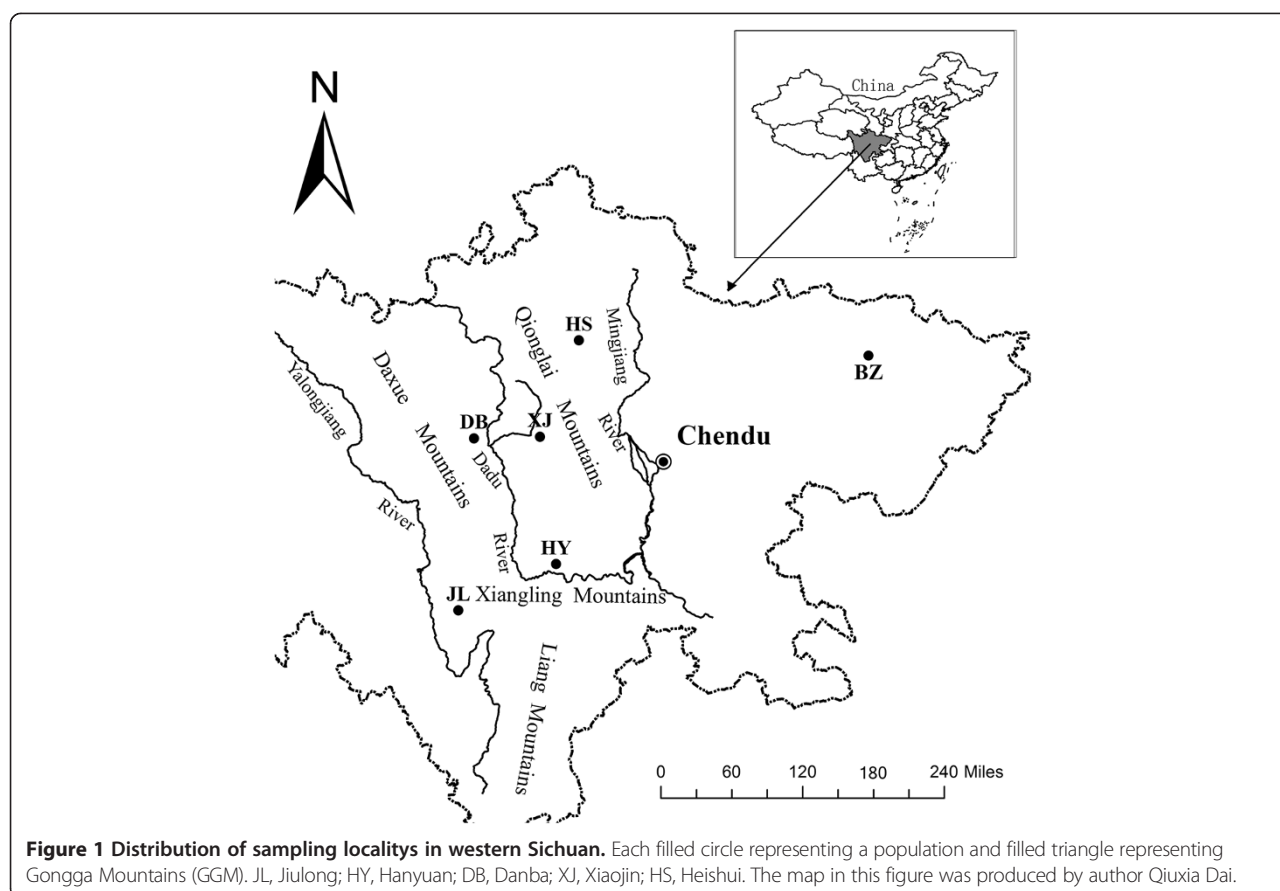 N
China
HS
Qionglai
Mountains
Mingjiang
River
BZ
Daxue
Mountains
Yalongjiang
River
DB
XJ
Dadu
River
Chendu
HY
JL
Xiangling Mountains
Liang Mountains
0 60 120 180 240 Miles
Figure 1 Distribution of sampling localitys in western Sichuan. Each filled circle representing a population and filled triangle representing
Gongga Mountains (GGM). JL, Jiulong; HY, Hanyuan; DB, Danba; XJ, Xiaojin; HS, Heishui. The map in this figure was produced by author Qiuxia Dai.